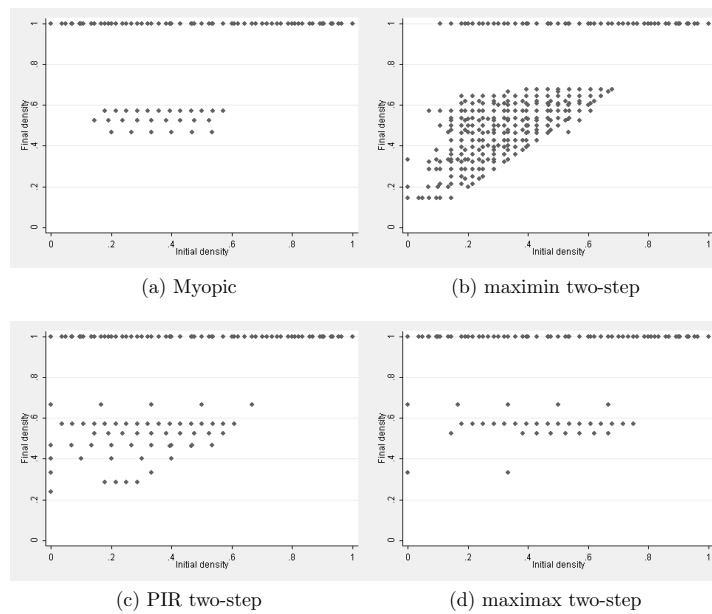 Final density
1
.8
.6
.4
.2
0
0 .2 .4 .6 .8 1
Initial density
(a) Myopic
Final density
1
.8
.6
.4
.2
0
0 .2 .4 .6 .8 1
Initial density
(b) maximin two-step
Final density
1
.8
.6
.4
.2
0
0 .2 .4 .6 .8 1
Initial density
(c) PIR two-step
Final density
1
.8
.6
.4
.2
0
0 .2 .4 .6 .8 1
Initial density
(d) maximax two-step